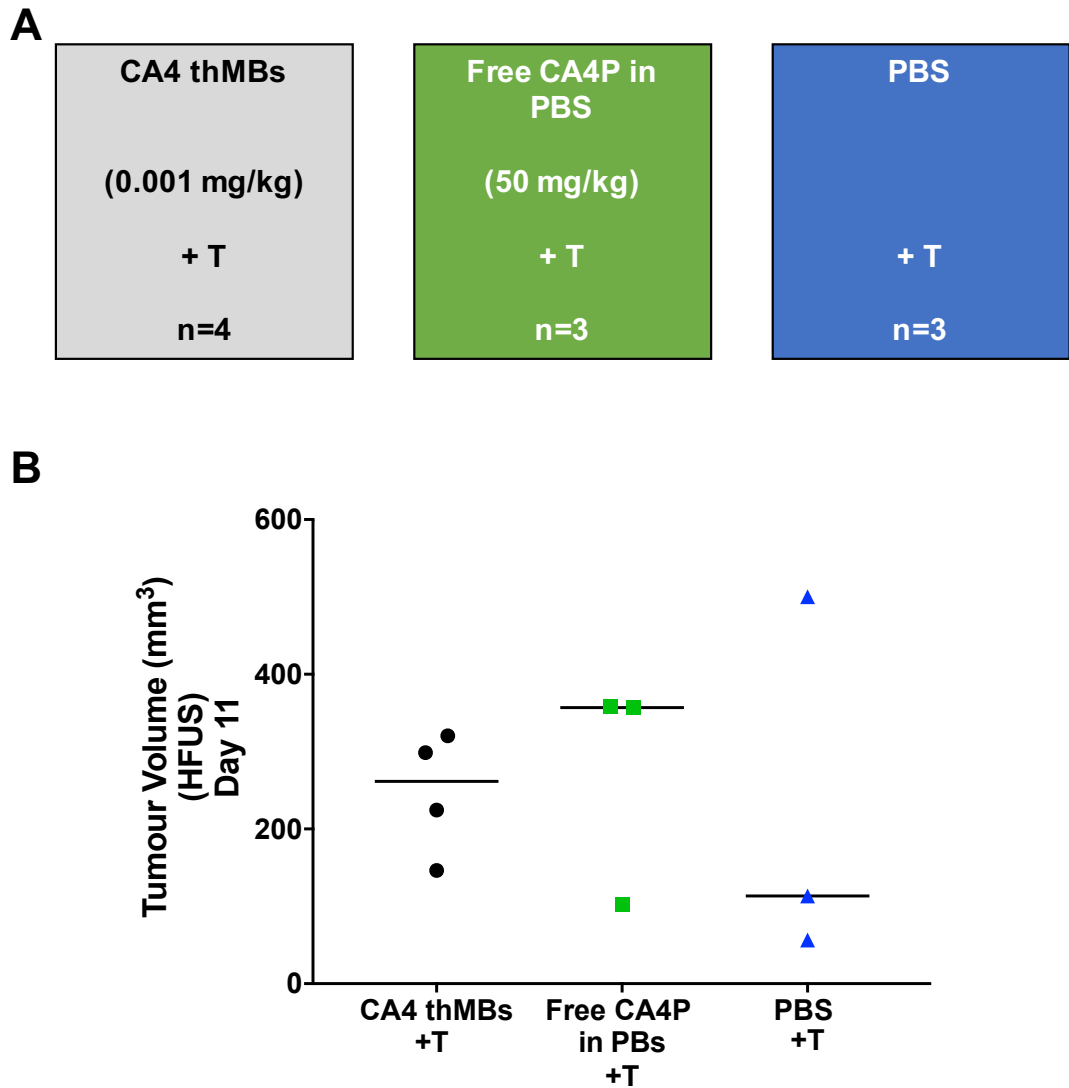 A
CA4 thMBs
(0.001 mg/kg)
+ T
n=4
Free CA4P in
PBS
(50 mg/kg)
+ T
n=3
PBS
+ T
n=3
B
Tumour Volume (mm³)
(HFUS)
Day 11
600
400
200
0
CA4 thMBs
+T
Free CA4P
in PBs
+T
PBS
+T